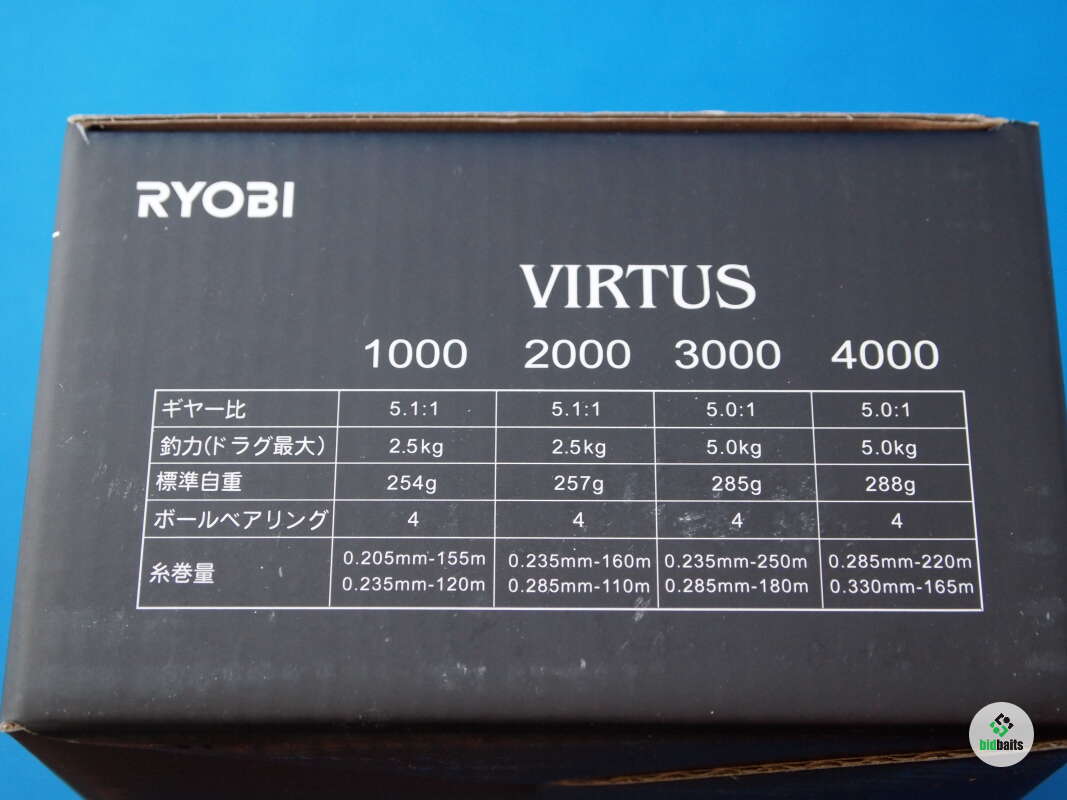 RYOBI
VIRTUS
1000 2000 3000 4000
ギヤー比 5.1:1 5.1:1 5.0:1 5.0:1
釣力(ドラグ最大) 2.5kg 2.5kg 5.0kg 5.0kg
標準自重 254g 257g 285g 288g
ボールベアリング 4 4 4 4
糸巻量 0.205mm-155m 0.235mm-160m 0.235mm-250m 0.285mm-220m
0.235mm-120m 0.285mm-110m 0.285mm-180m 0.330mm-165m
bidbaits